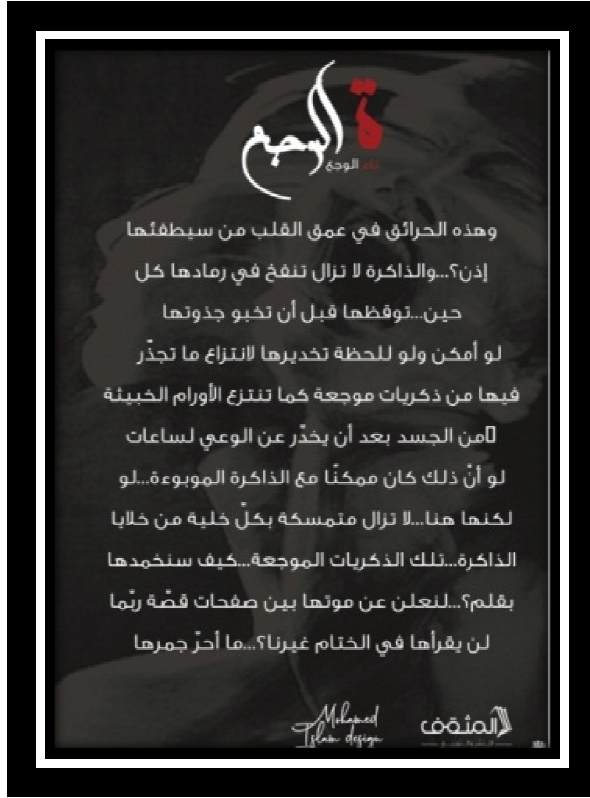 ة الوجع
تاء الوجع
وهذه الحرائق في عمق القلب من سيطفئها
إذن؟...والذاكرة لا تزال تنفخ في رمادها كل
حين...توقظها قبل أن تخبو جذوتها
لو أمكن ولو للحظة تخديرها لانتزاع ما تجذّر
فيها من ذكريات موجعة كما تنتزع الأورام الخبيثة
من الجسد بعد أن يخدّر عن الوعي لساعات
لو أنّ ذلك كان ممكنًا مع الذاكرة الموبوءة...لو
لكنها هنا...لا تزال متمسكة بكلّ خلية من خلايا
الذاكرة...تلك الذكريات الموجعة...كيف سنخمدها
بقلم؟...لنعلن عن موتها بين صفحات قصّة ربّما
لن يقرأها في الختام غيرنا؟...ما أحرّ جمرها
Mohamed
Islam design
المثقف
للنشر والتوزيع